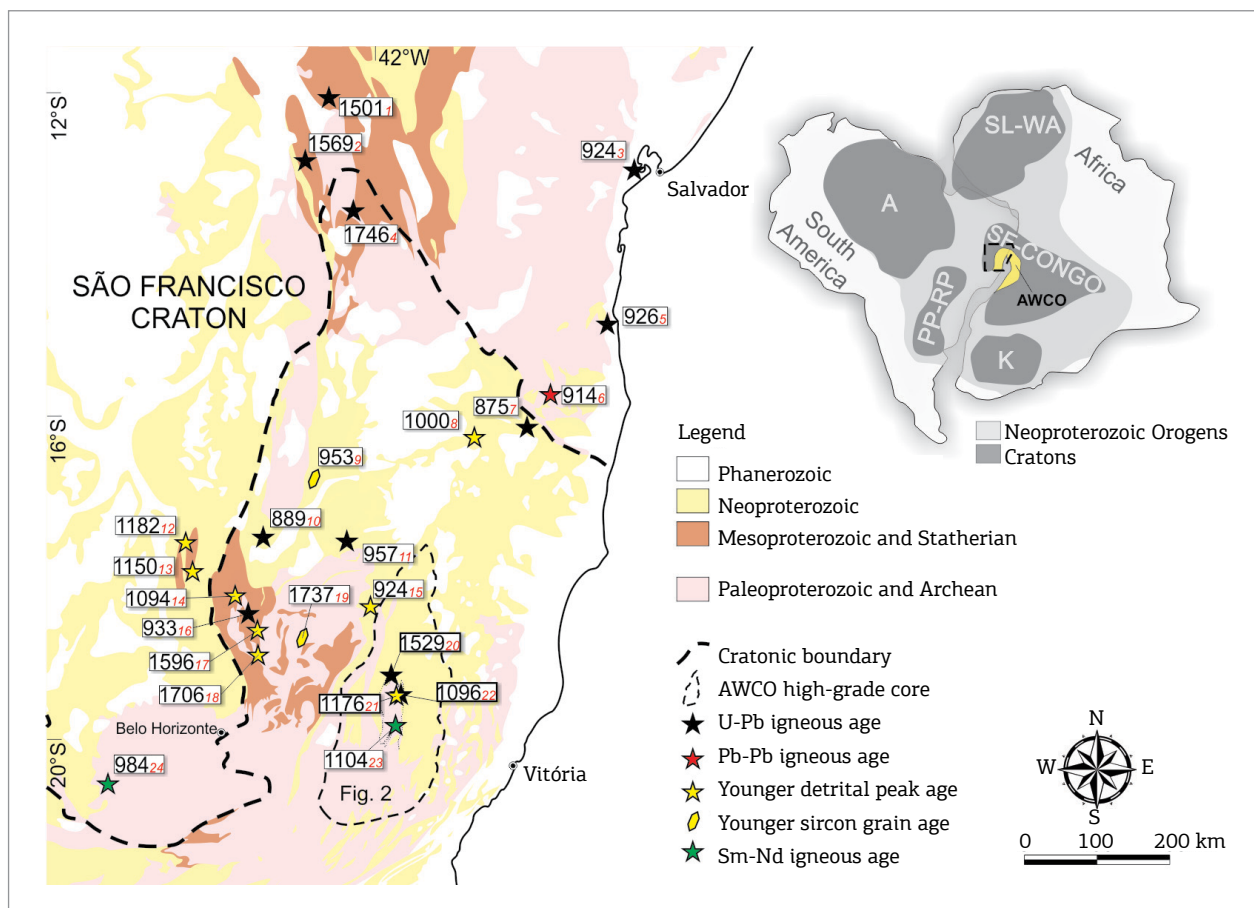 42°W
12°S
16°S
20°S
1501 1
1569 2
924 3
Salvador
1746 4
SÃO FRANCISCO
CRATON
926 5
914 6
875 7
1000 8
953 9
889 10
957 11
1182 12
1150 13
1094 14
924 15
933 16
1737 19
1596 17
1529 20
1706 18
1176 21
1096 22
Belo Horizonte
1104 23
984 24
Vitória
Fig. 2
SL-WA
Africa
A
South
America
SF-CONGO
AWCO
PP-RP
K
Legend
Phanerozoic
Neoproterozoic
Mesoproterozoic and Statherian
Paleoproterozoic and Archean
Neoproterozoic Orogens
Cratons
Cratonic boundary
AWCO high-grade core
U-Pb igneous age
Pb-Pb igneous age
Younger detrital peak age
Younger sircon grain age
Sm-Nd igneous age
N
W E
S
0 100 200 km